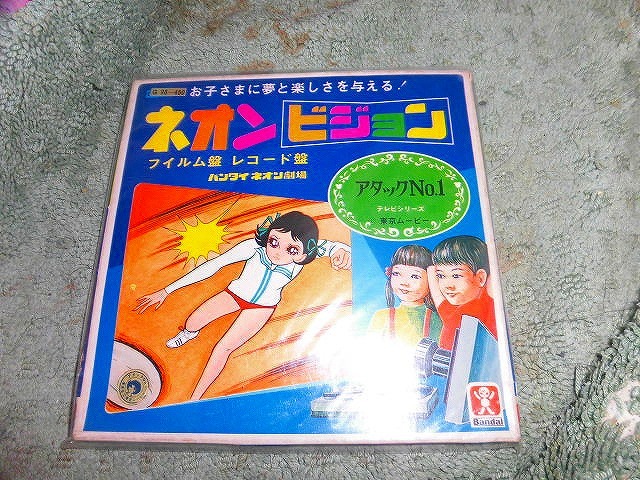 お子さまに夢と楽しさを与える!
ネオンビジョン
フイルム盤 レコード盤
バンダイ ネオン劇場
アタックNo.1
テレビシリーズ
東京ムービー
Bandai